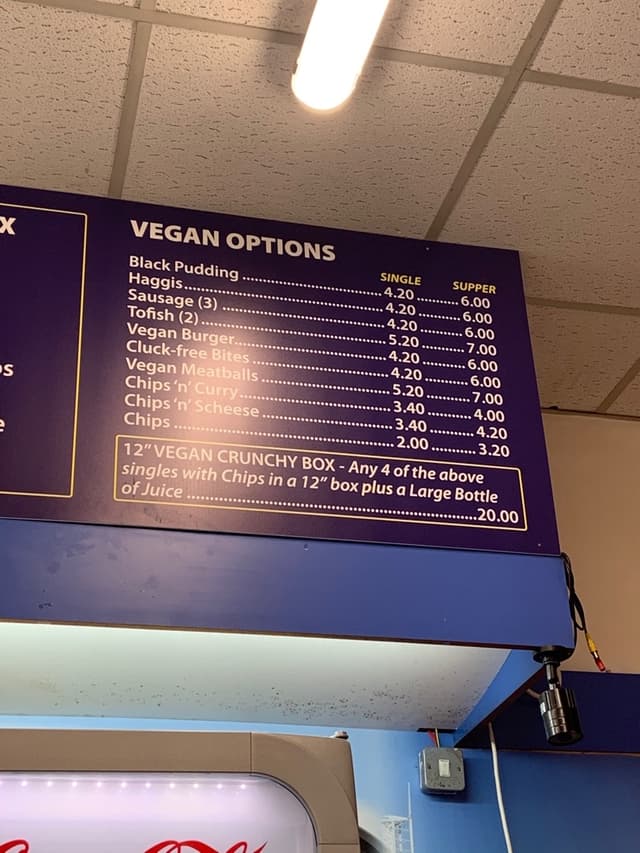 X
VEGAN OPTIONS
SINGLE SUPPER
Black Pudding ..... 4.20 ..... 6.00
Haggis ..... 4.20 ..... 6.00
Sausage (3) ..... 4.20 ..... 6.00
Tofish (2) ..... 5.20 ..... 7.00
Vegan Burger ..... 4.20 ..... 6.00
Cluck-free Bites ..... 4.20 ..... 6.00
Vegan Meatballs ..... 5.20 ..... 7.00
Chips 'n' Curry ..... 3.40 ..... 4.00
Chips 'n' Scheese ..... 3.40 ..... 4.20
Chips ..... 2.00 ..... 3.20
12" VEGAN CRUNCHY BOX - Any 4 of the above
singles with Chips in a 12" box plus a Large Bottle
of Juice ..... 20.00